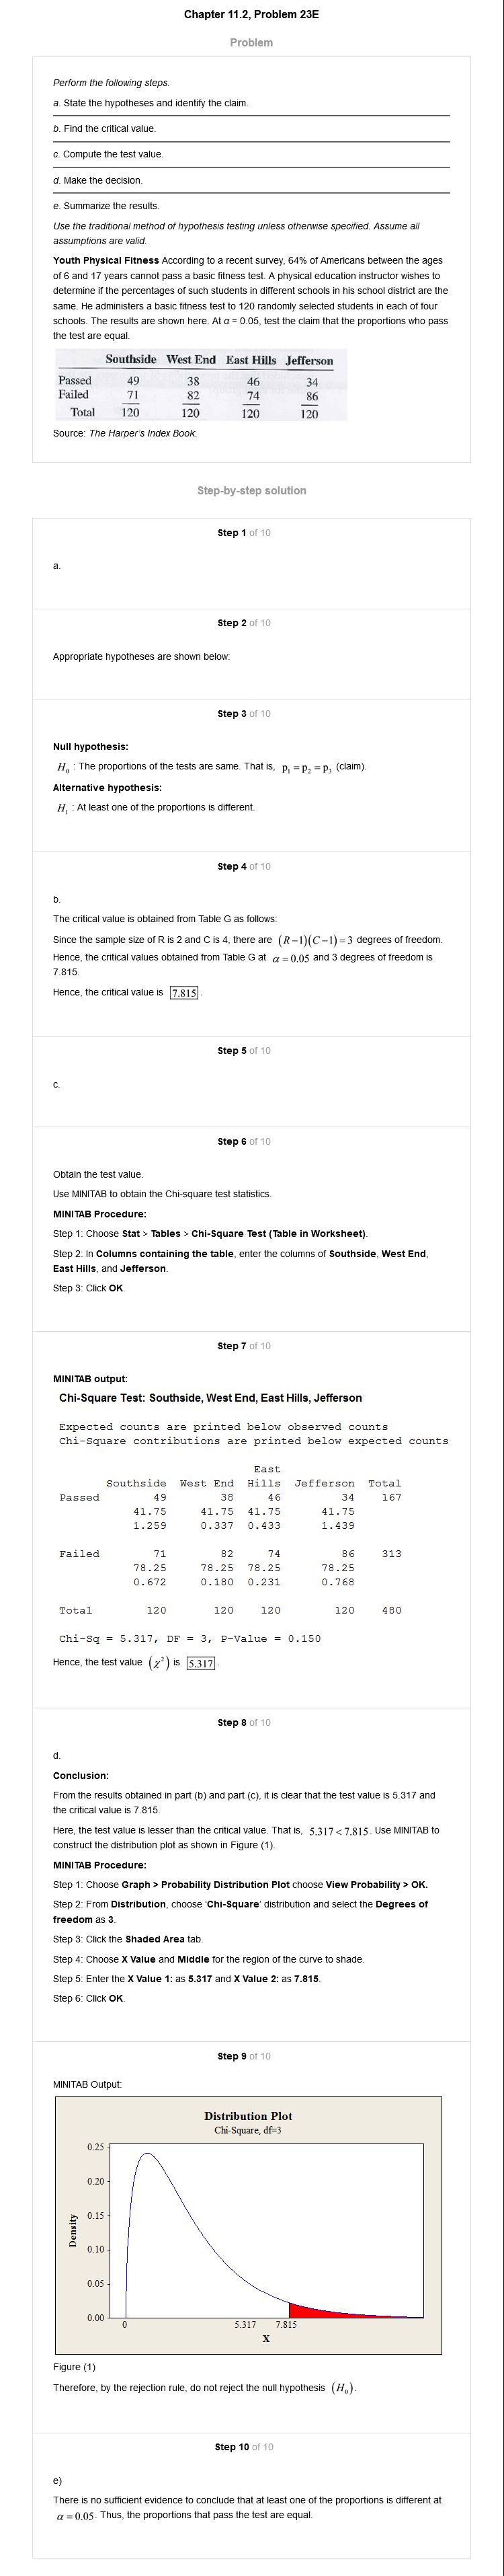 Chapter 11.2, Problem 23E
Problem
Perform the following steps.
a. State the hypotheses and identify the claim.
b. Find the critical value.
c. Compute the test value.
d. Make the decision.
e. Summarize the results.
Use the traditional method of hypothesis testing unless otherwise specified. Assume all
assumptions are valid.
Youth Physical Fitness According to a recent survey, 64% of Americans between the ages
of 6 and 17 years cannot pass a basic fitness test. A physical education instructor wishes to
determine if the percentages of such students in different schools in his school district are the
same. He administers a basic fitness test to 120 randomly selected students in each of four
schools. The results are shown here. At α = 0.05, test the claim that the proportions who pass
the test are equal.
Southside West End East Hills Jefferson
Passed 49 38 46 34
Failed 71 82 74 86
Total 120 120 120 120
Source: The Harper's Index Book.
Step-by-step solution
Step 1 of 10
a.
Step 2 of 10
Appropriate hypotheses are shown below:
Step 3 of 10
Null hypothesis:
H₀ : The proportions of the tests are same. That is, p₁ = p₂ = p₃ (claim).
Alternative hypothesis:
H₁ : At least one of the proportions is different.
Step 4 of 10
b.
The critical value is obtained from Table G as follows:
Since the sample size of R is 2 and C is 4, there are (R−1)(C−1)=3 degrees of freedom.
Hence, the critical values obtained from Table G at α = 0.05 and 3 degrees of freedom is
7.815.
Hence, the critical value is 7.815.
Step 5 of 10
c.
Step 6 of 10
Obtain the test value.
Use MINITAB to obtain the Chi-square test statistics.
MINITAB Procedure:
Step 1: Choose Stat > Tables > Chi-Square Test (Table in Worksheet).
Step 2: In Columns containing the table, enter the columns of Southside, West End,
East Hills, and Jefferson.
Step 3: Click OK.
Step 7 of 10
MINITAB output:
Chi-Square Test: Southside, West End, East Hills, Jefferson
Expected counts are printed below observed counts
Chi-Square contributions are printed below expected counts
East
Southside West End Hills Jefferson Total
Passed 49 38 46 34 167
41.75 41.75 41.75 41.75
1.259 0.337 0.433 1.439
Failed 71 82 74 86 313
78.25 78.25 78.25 78.25
0.672 0.180 0.231 0.768
Total 120 120 120 120 480
Chi-Sq = 5.317, DF = 3, P-Value = 0.150
Hence, the test value (χ²) is 5.317.
Step 8 of 10
d.
Conclusion:
From the results obtained in part (b) and part (c), it is clear that the test value is 5.317 and
the critical value is 7.815.
Here, the test value is lesser than the critical value. That is, 5.317 < 7.815. Use MINITAB to
construct the distribution plot as shown in Figure (1).
MINITAB Procedure:
Step 1: Choose Graph > Probability Distribution Plot choose View Probability > OK.
Step 2: From Distribution, choose 'Chi-Square' distribution and select the Degrees of
freedom as 3.
Step 3: Click the Shaded Area tab.
Step 4: Choose X Value and Middle for the region of the curve to shade.
Step 5: Enter the X Value 1: as 5.317 and X Value 2: as 7.815.
Step 6: Click OK.
Step 9 of 10
MINITAB Output:
Distribution Plot
Chi-Square, df=3
0.25
0.20
0.15
0.10
0.05
0.00
Density
0 5.317 7.815
X
Figure (1)
Therefore, by the rejection rule, do not reject the null hypothesis (H₀).
Step 10 of 10
e)
There is no sufficient evidence to conclude that at least one of the proportions is different at
α = 0.05. Thus, the proportions that pass the test are equal.